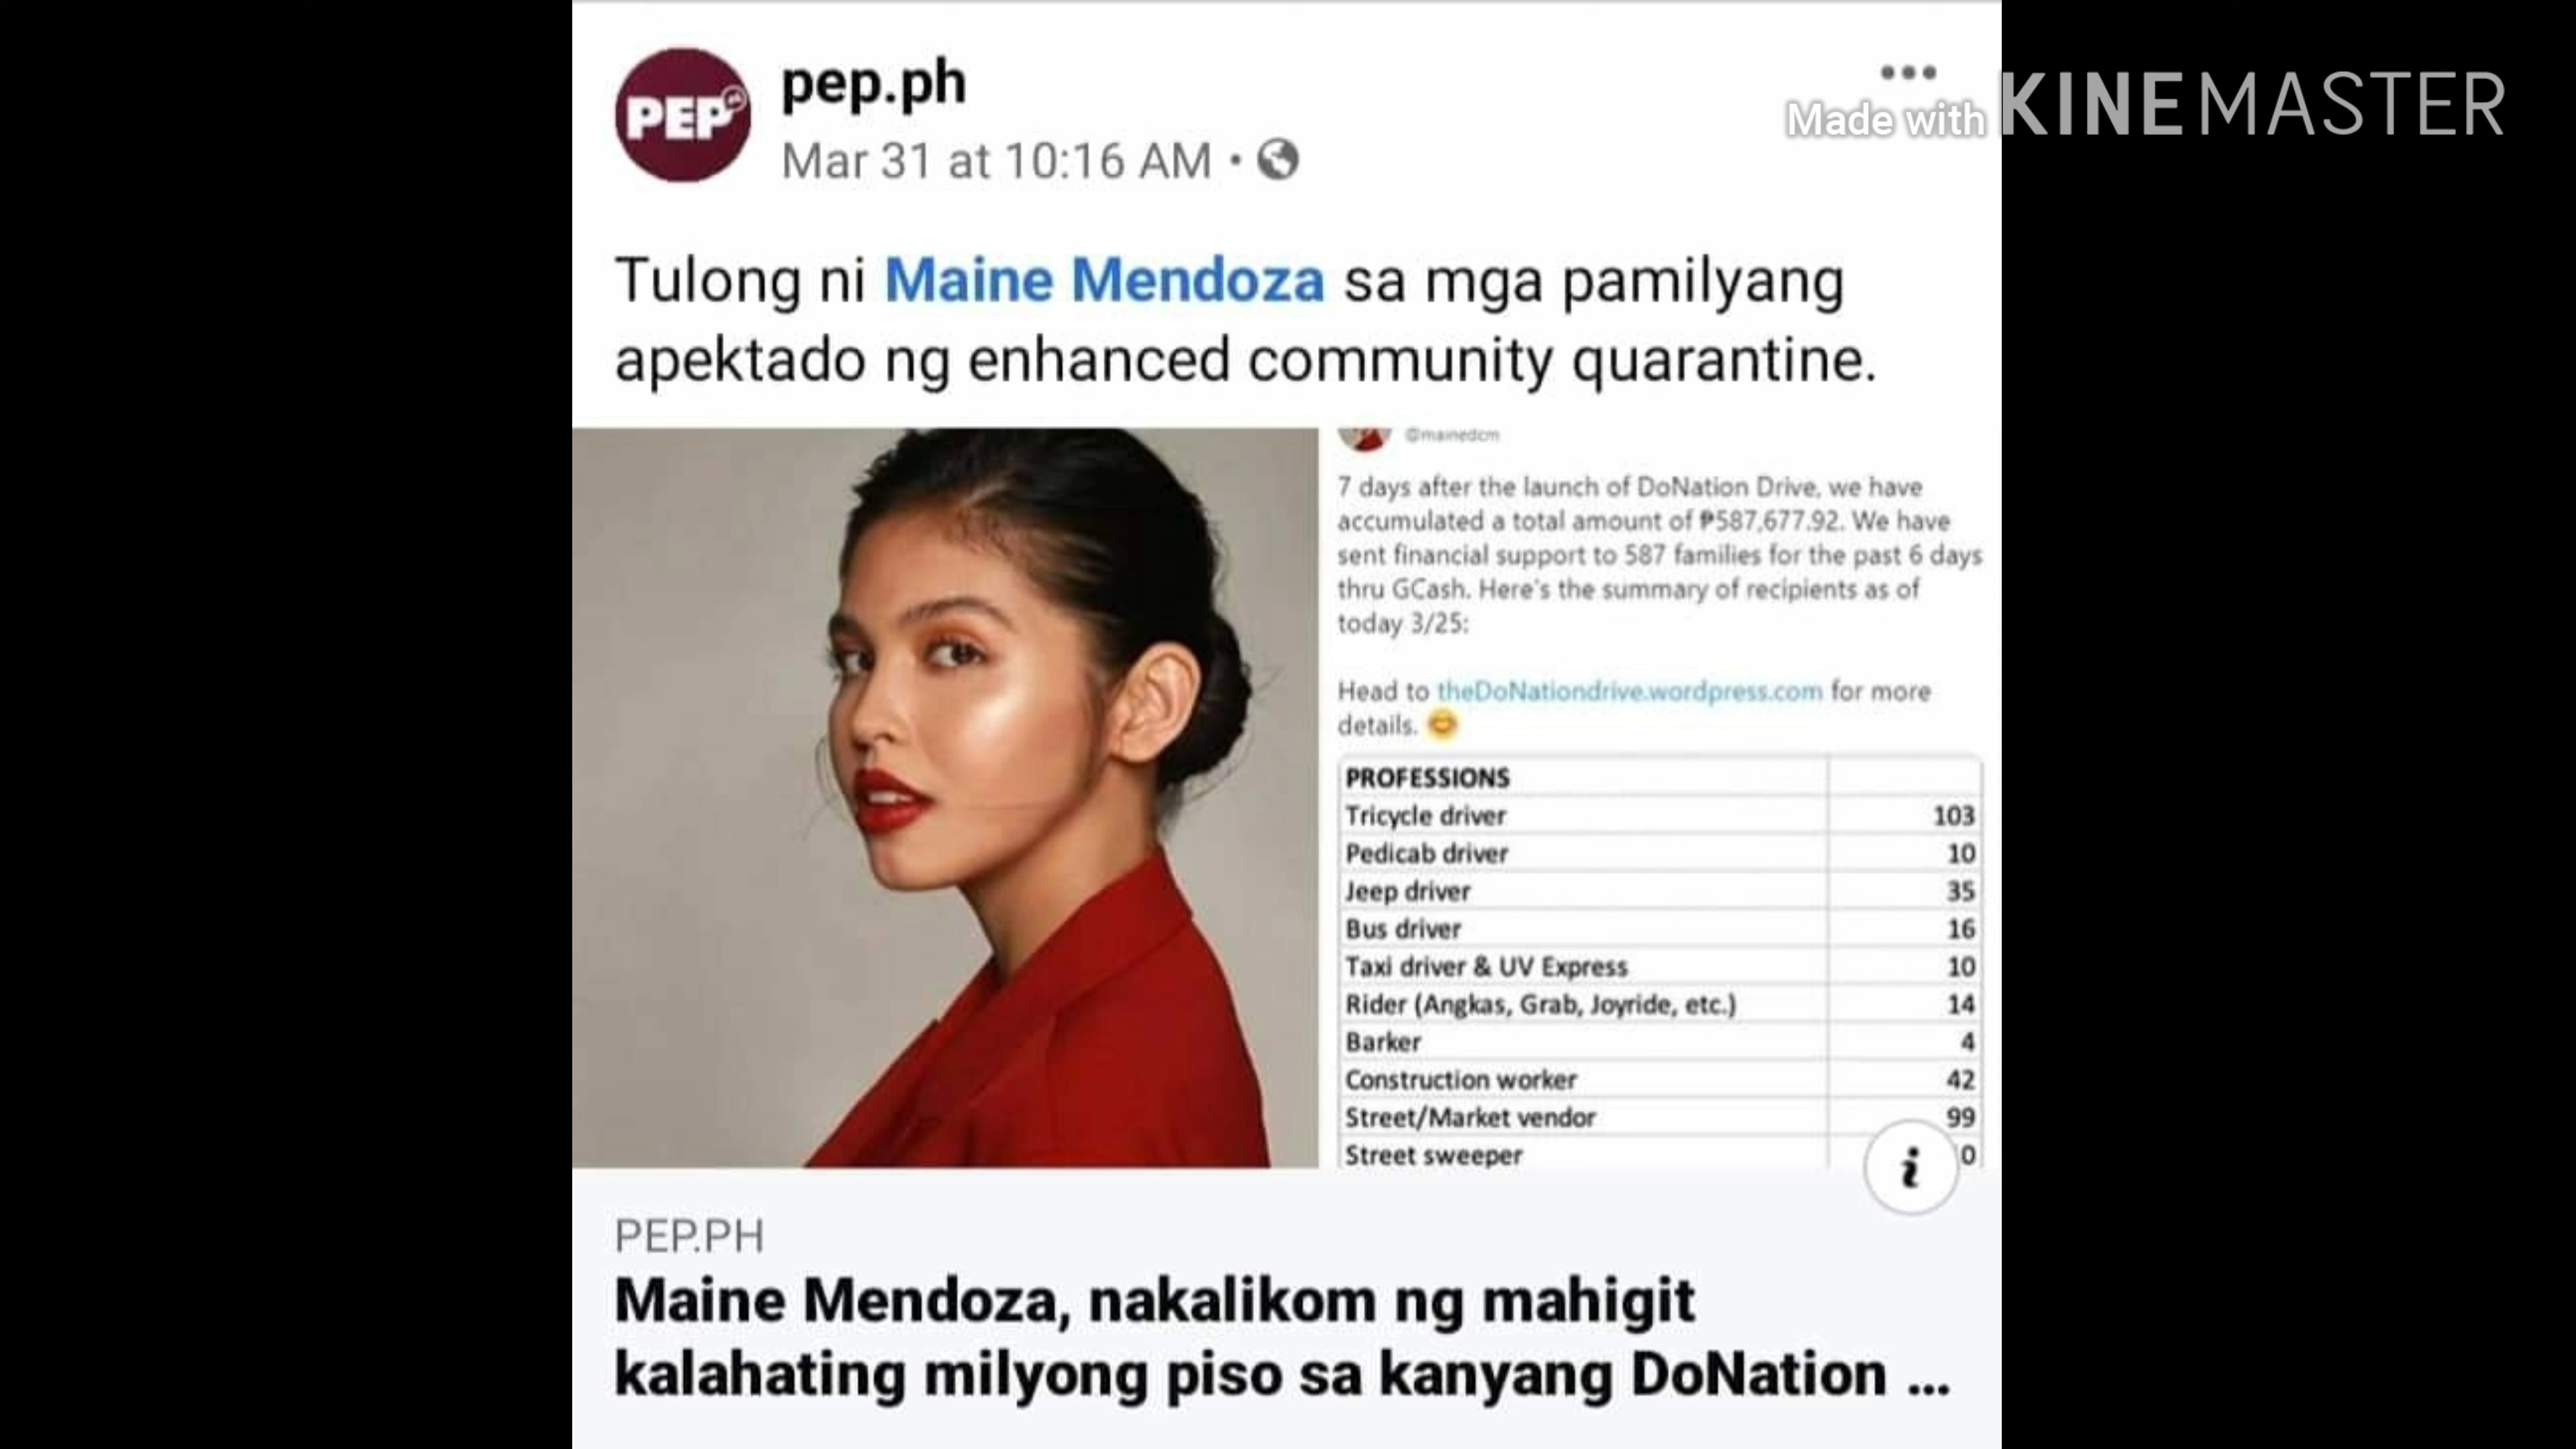 PEP
pep.ph
Mar 31 at 10:16 AM
Made with KINEMASTER
Tulong ni Maine Mendoza sa mga pamilyang
apektado ng enhanced community quarantine.
@mainedcm
7 days after the launch of DoNation Drive, we have
accumulated a total amount of ₱587,677.92. We have
sent financial support to 587 families for the past 6 days
thru GCash. Here's the summary of recipients as of
today 3/25:
Head to theDoNationdrive.wordpress.com for more
details.
PROFESSIONS
Tricycle driver 103
Pedicab driver 10
Jeep driver 35
Bus driver 16
Taxi driver & UV Express 10
Rider (Angkas, Grab, Joyride, etc.) 14
Barker 4
Construction worker 42
Street/Market vendor 99
Street sweeper
i
PEP.PH
Maine Mendoza, nakalikom ng mahigit
kalahating milyong piso sa kanyang DoNation ...